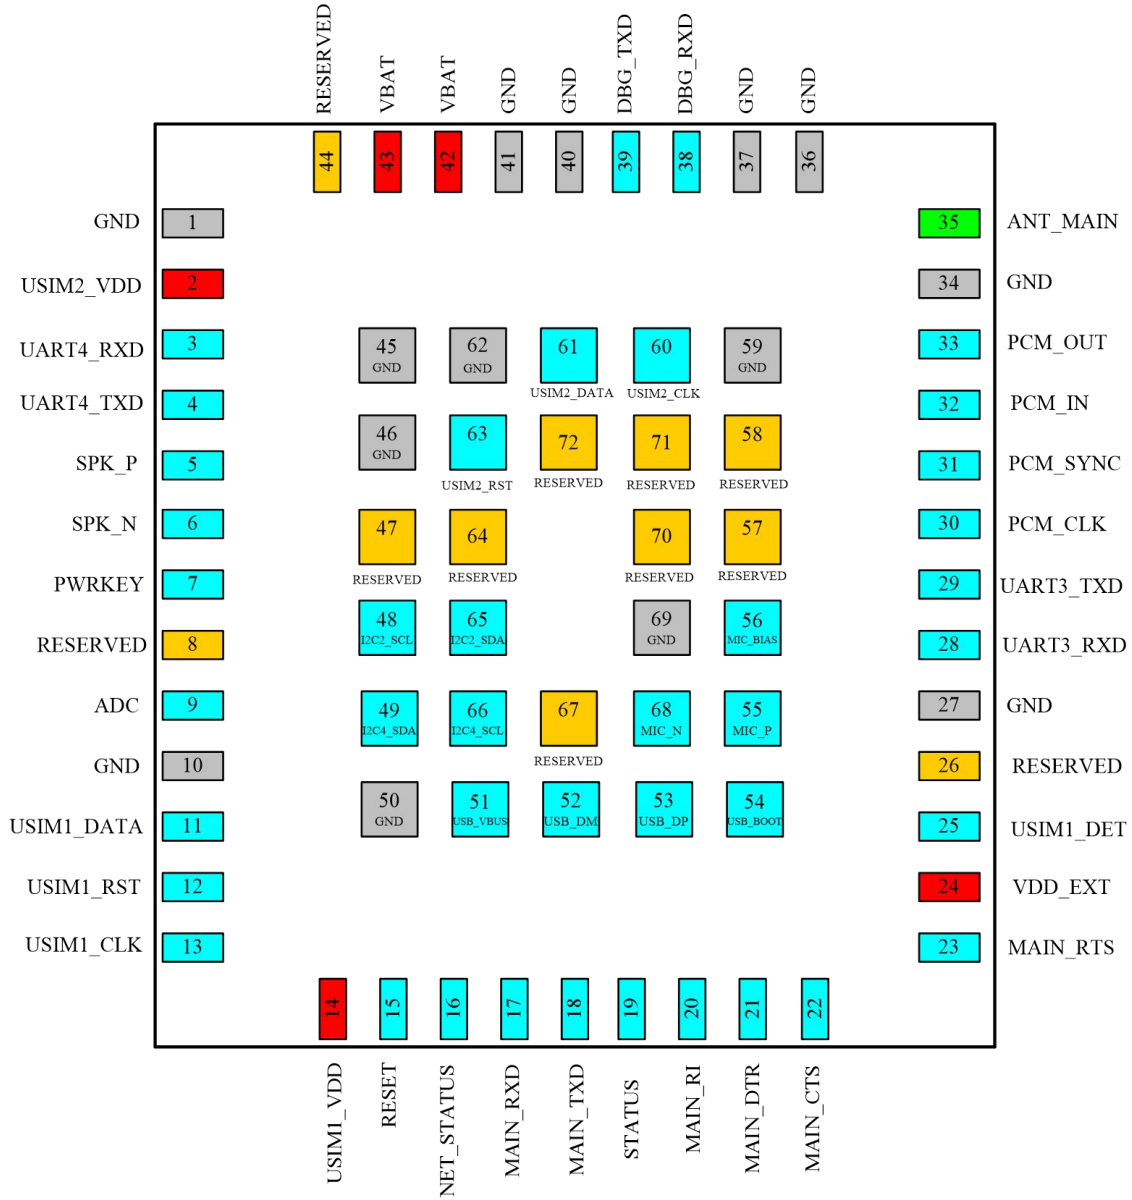 RESERVED
VBAT
VBAT
GND
GND
DBG_TXD
DBG_RXD
GND
GND
44
43
42
41
40
39
38
37
36
GND
1
35
ANT_MAIN
USIM2_VDD
2
34
GND
UART4_RXD
3
33
PCM_OUT
45
GND
62
GND
61
USIM2_DATA
60
USIM2_CLK
59
GND
UART4_TXD
4
32
PCM_IN
46
GND
63
USIM2_RST
72
RESERVED
71
RESERVED
58
RESERVED
SPK_P
5
31
PCM_SYNC
SPK_N
6
30
PCM_CLK
47
RESERVED
64
RESERVED
70
RESERVED
57
RESERVED
PWRKEY
7
29
UART3_TXD
48
I2C2_SCL
65
I2C2_SDA
69
GND
56
MIC_BIAS
RESERVED
8
28
UART3_RXD
ADC
9
27
GND
49
I2C4_SDA
66
I2C4_SCL
67
RESERVED
68
MIC_N
55
MIC_P
GND
10
26
RESERVED
50
GND
51
USB_VBUS
52
USB_DM
53
USB_DP
54
USB_BOOT
USIM1_DATA
11
25
USIM1_DET
USIM1_RST
12
24
VDD_EXT
USIM1_CLK
13
23
MAIN_RTS
14
15
16
17
18
19
20
21
22
USIM1_VDD
RESET
NET_STATUS
MAIN_RXD
MAIN_TXD
STATUS
MAIN_RI
MAIN_DTR
MAIN_CTS